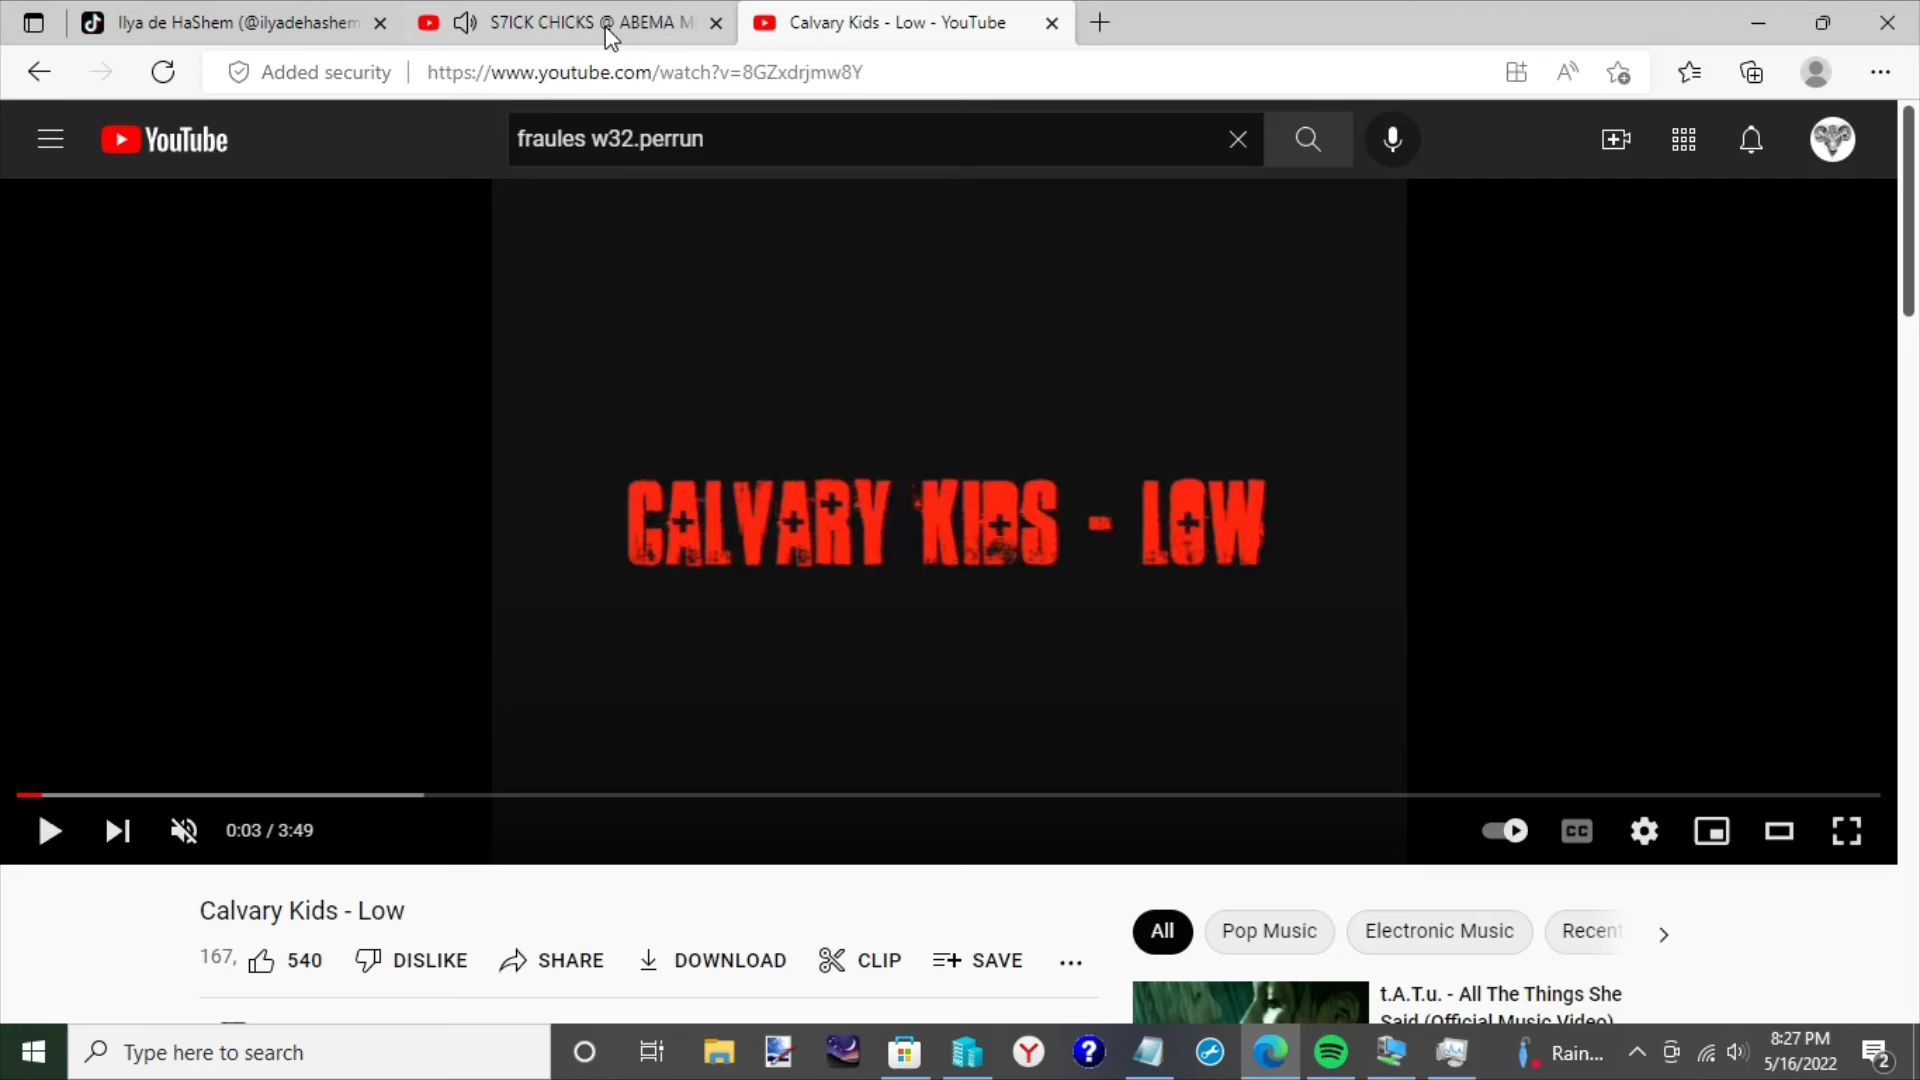 Ilya de HaShem (@ilyadehashem
S7ICK CHICKS @ ABEMA M
Calvary Kids - Low - YouTube
Added security
https://www.youtube.com/watch?v=8GZxdrjmw8Y
YouTube
fraules w32.perrun
CALVARY KIDS - LOW
0:03 / 3:49
CC
Calvary Kids - Low
167,
540
DISLIKE
SHARE
DOWNLOAD
CLIP
SAVE
All
Pop Music
Electronic Music
Recent
t.A.T.u. - All The Things She
Said (Official Music Video)
Type here to search
Rain...
8:27 PM
5/16/2022
2